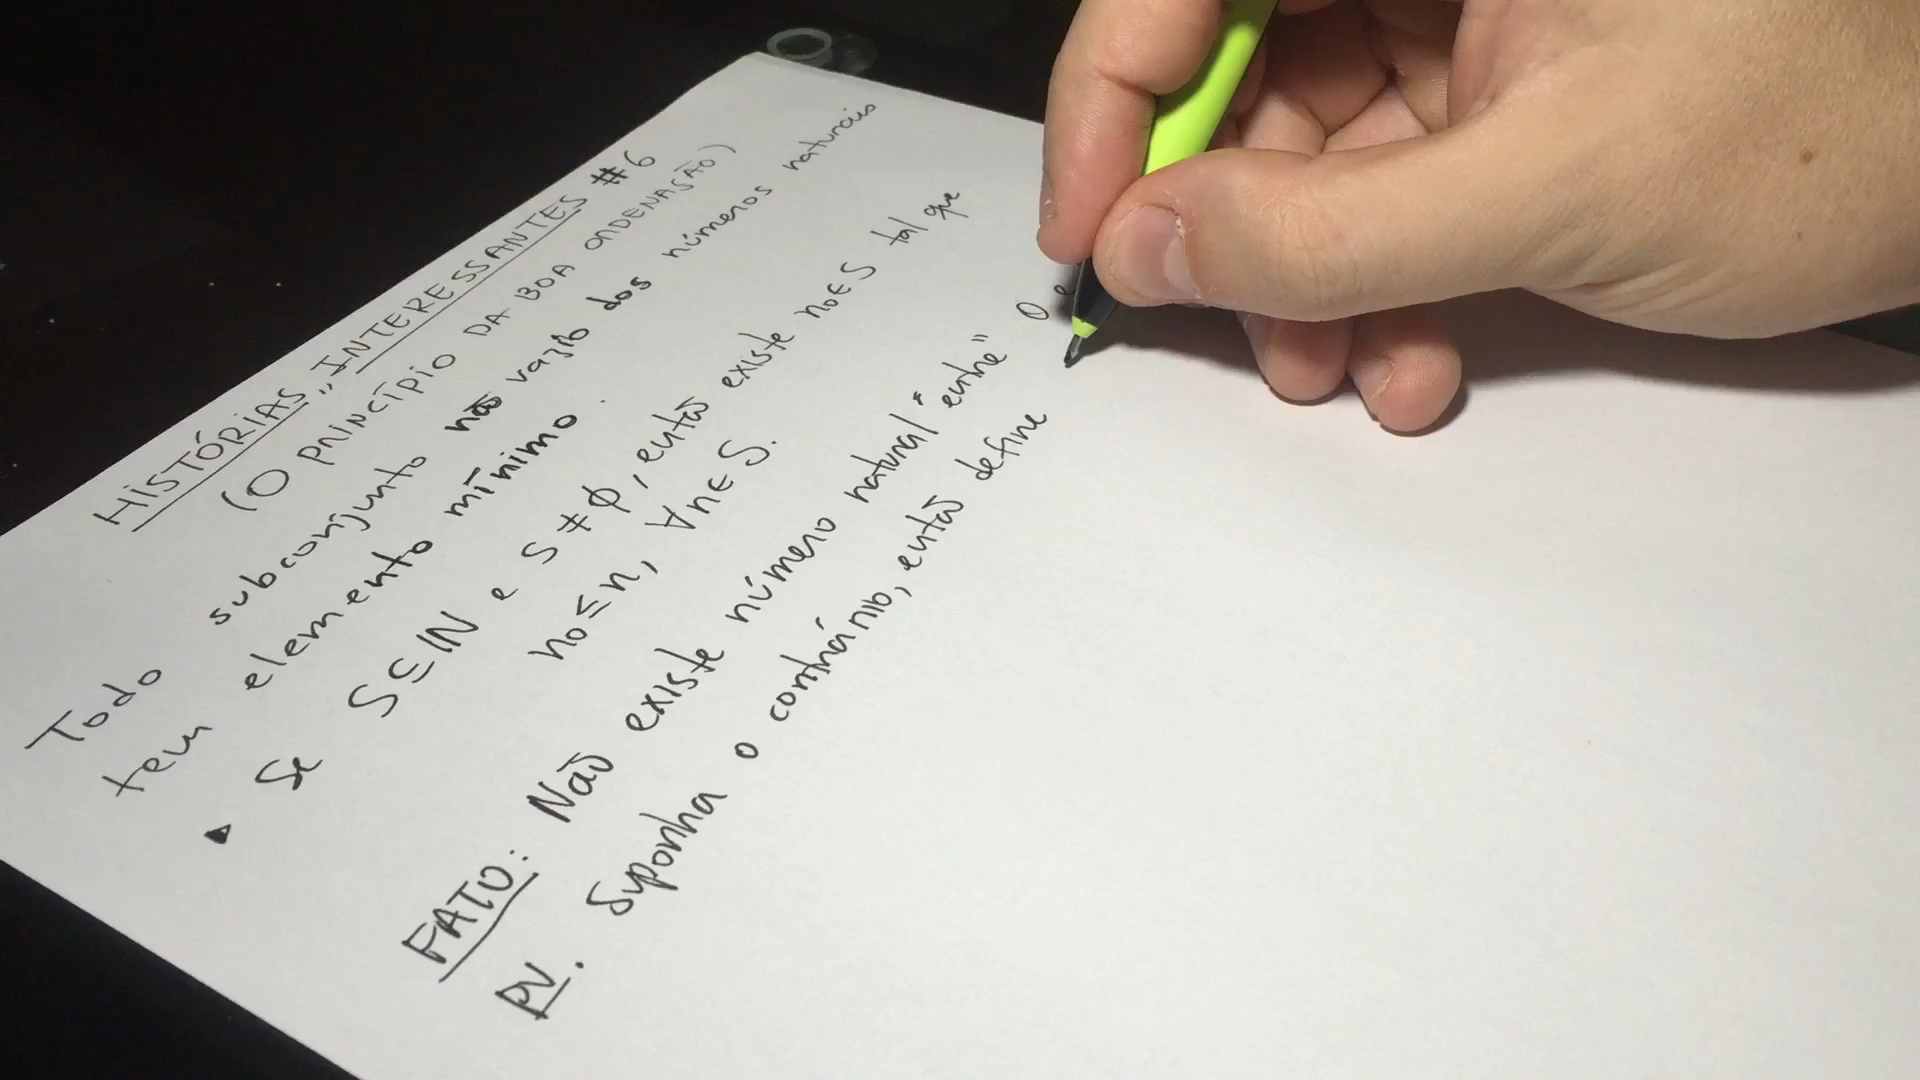 HISTÓRIAS „INTERESSANTES #6
(O PRINCÍPIO DA BOA ORDENASÃO)
Todo subconjunto não vazio dos números naturais
tem elemento mínimo.
▸ Se S⊆ℕ e S≠∅, então existe n₀∈S tal que
n₀≤n, ∀n∈S.
FATO: Não existe número natural "entre" 0 e
PV. Suponha o contrário, então define